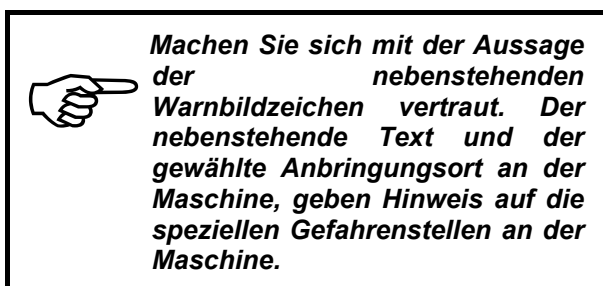 Machen Sie sich mit der Aussage
der nebenstehenden
Warnbildzeichen vertraut. Der
nebenstehende Text und der
gewählte Anbringungsort an der
Maschine, geben Hinweis auf die
speziellen Gefahrenstellen an der
Maschine.